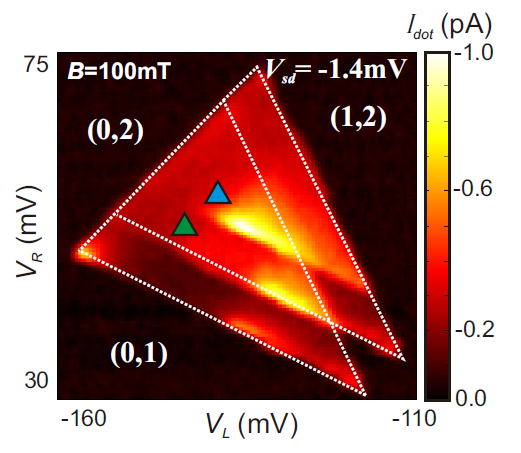 I_dot (pA)
75
B=100mT
V_sd= -1.4mV
-1.0
(0,2)
(1,2)
-0.6
V_R (mV)
-0.2
(0,1)
30
0.0
-160
V_L (mV)
-110